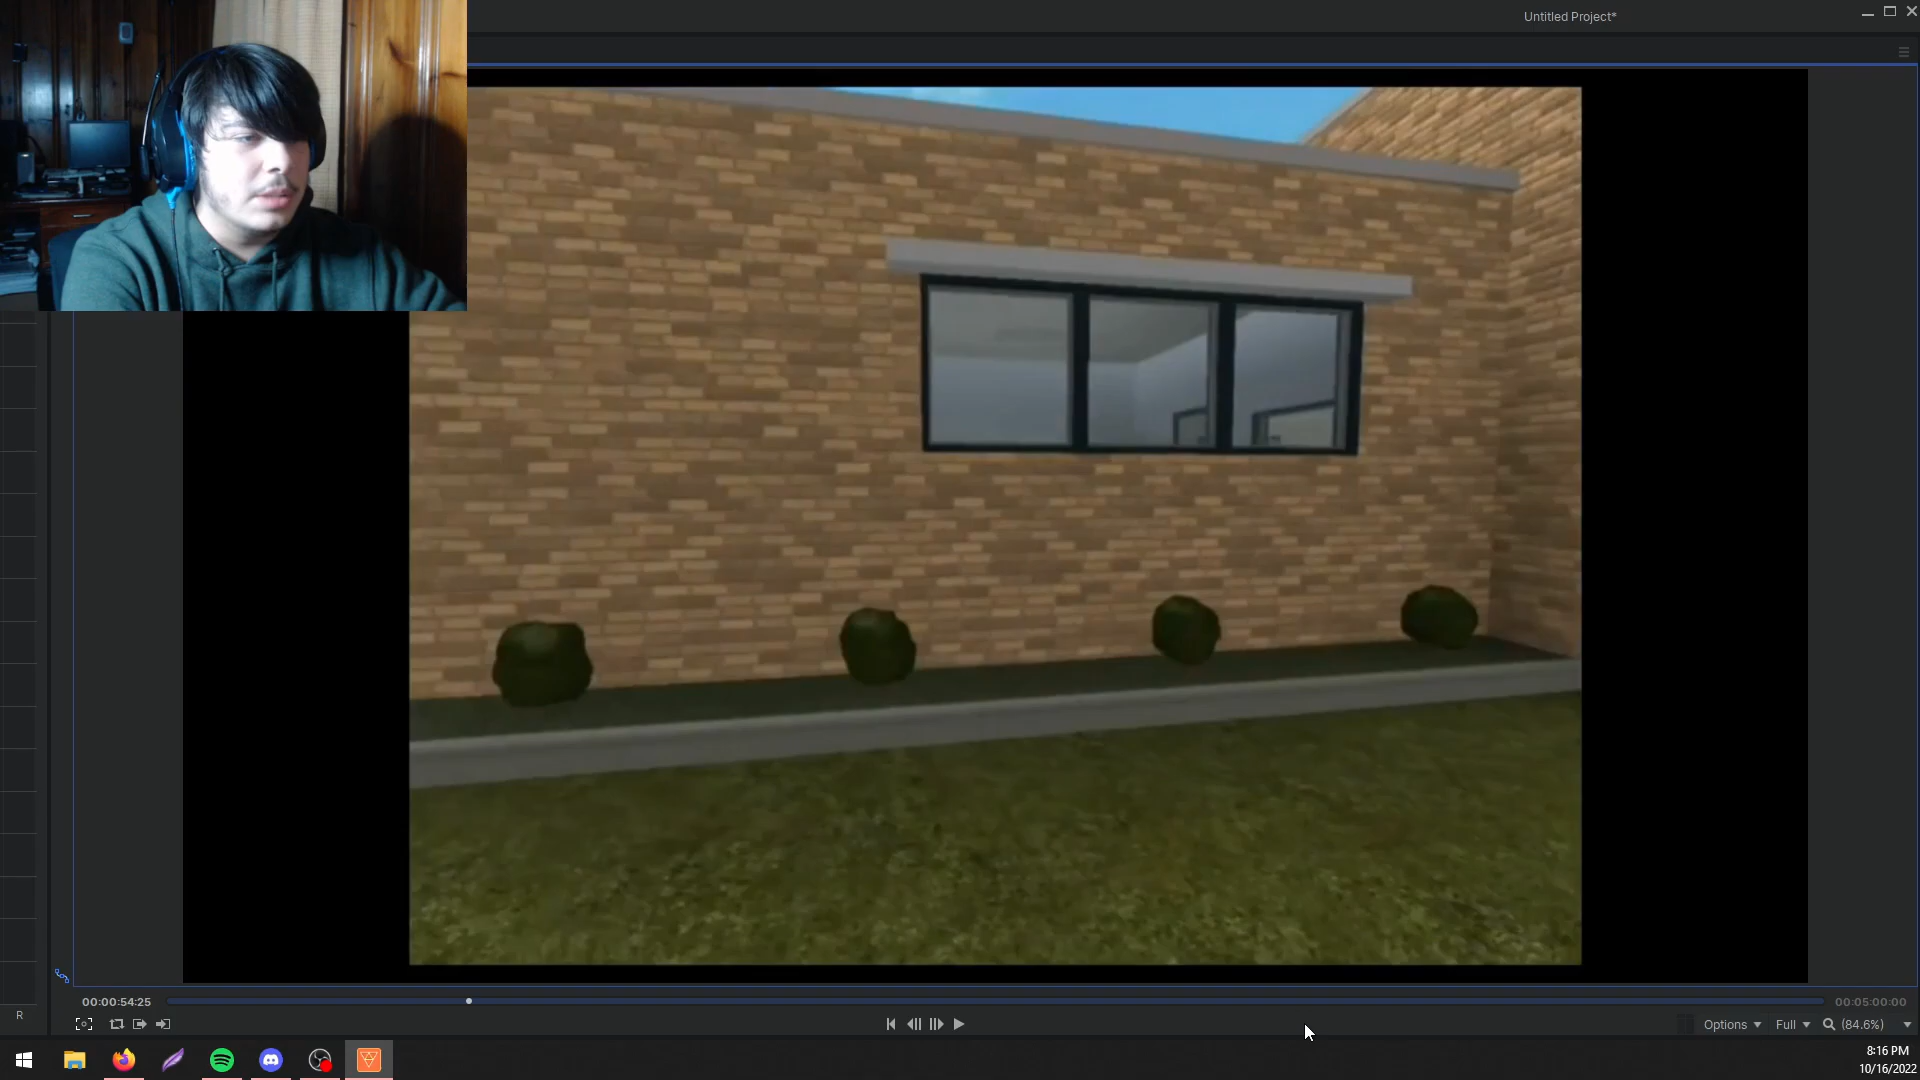 Untitled Project*
00:00:54:25
00:05:00:00
R
Options
Full
(84.6%)
8:16 PM
10/16/2022